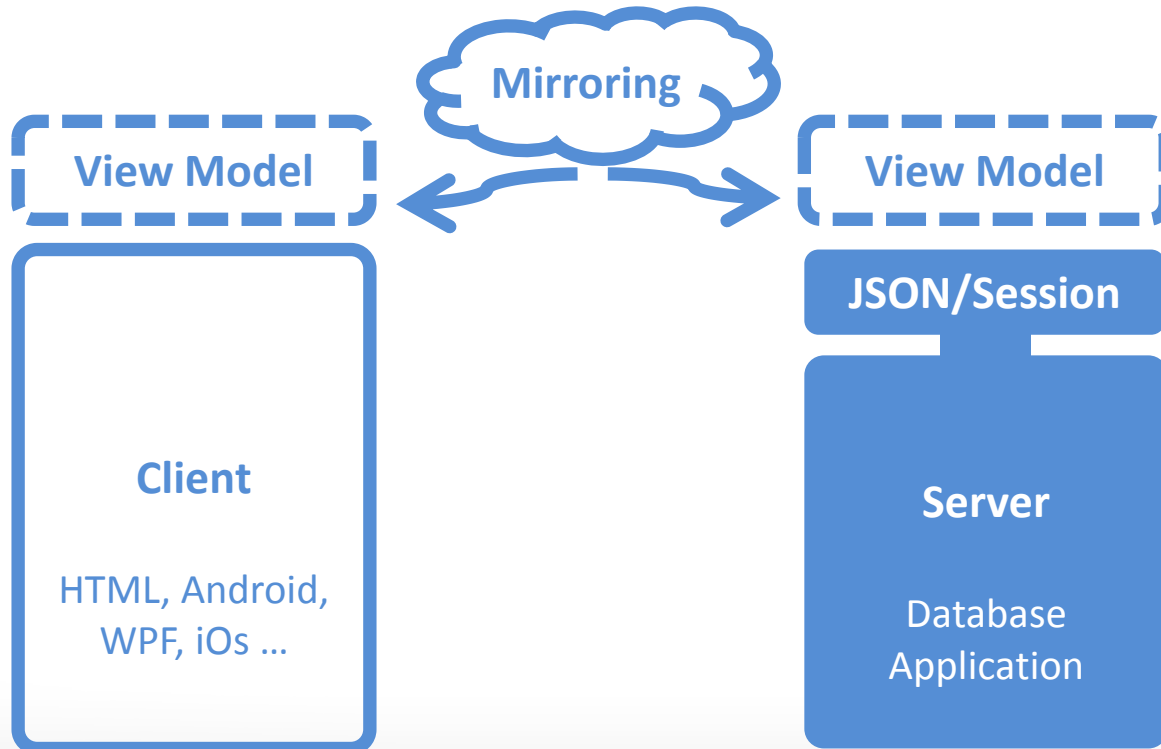 Mirroring
View Model
View Model
JSON/Session
Client
HTML, Android,
WPF, iOs ...
Server
Database
Application